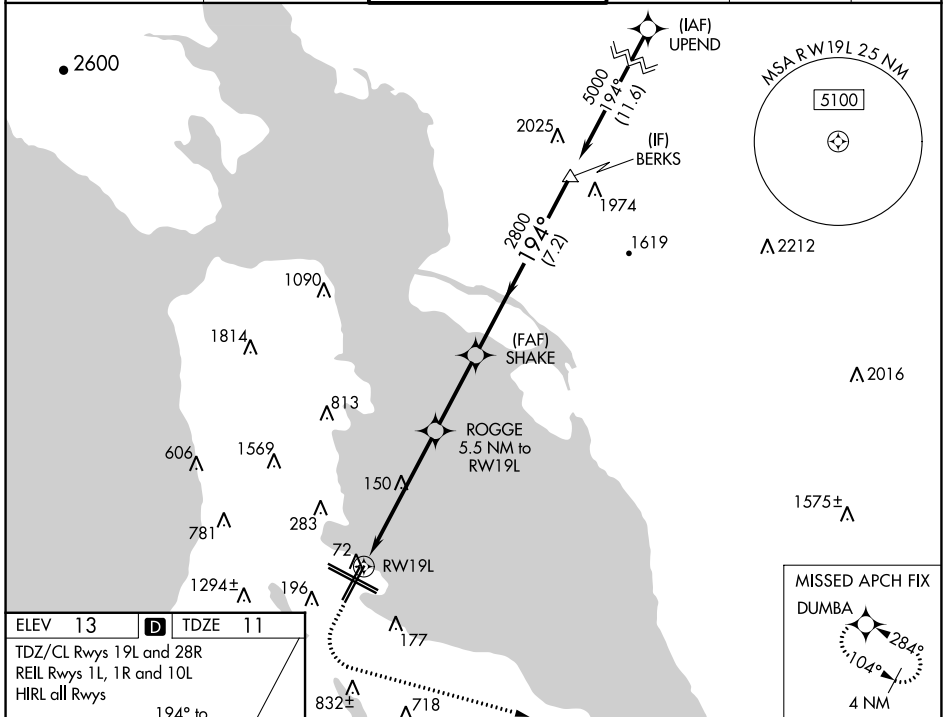 2600
(IAF)
UPEND
MSA RW19L 25 NM
5100
5000
194°
(11.6)
2025
(IF)
BERKS
1974
2800
194°
(7.2)
1619
2212
1090
1814
(FAF)
SHAKE
2016
813
ROGGE
5.5 NM to
RW19L
606
1569
150
1575±
781
283
72
RW19L
1294±
196
177
MISSED APCH FIX
DUMBA
284°
104°
4 NM
ELEV 13 D TDZE 11
TDZ/CL Rwys 19L and 28R
REIL Rwys 1L, 1R and 10L
HIRL all Rwys
194° to
832±
718